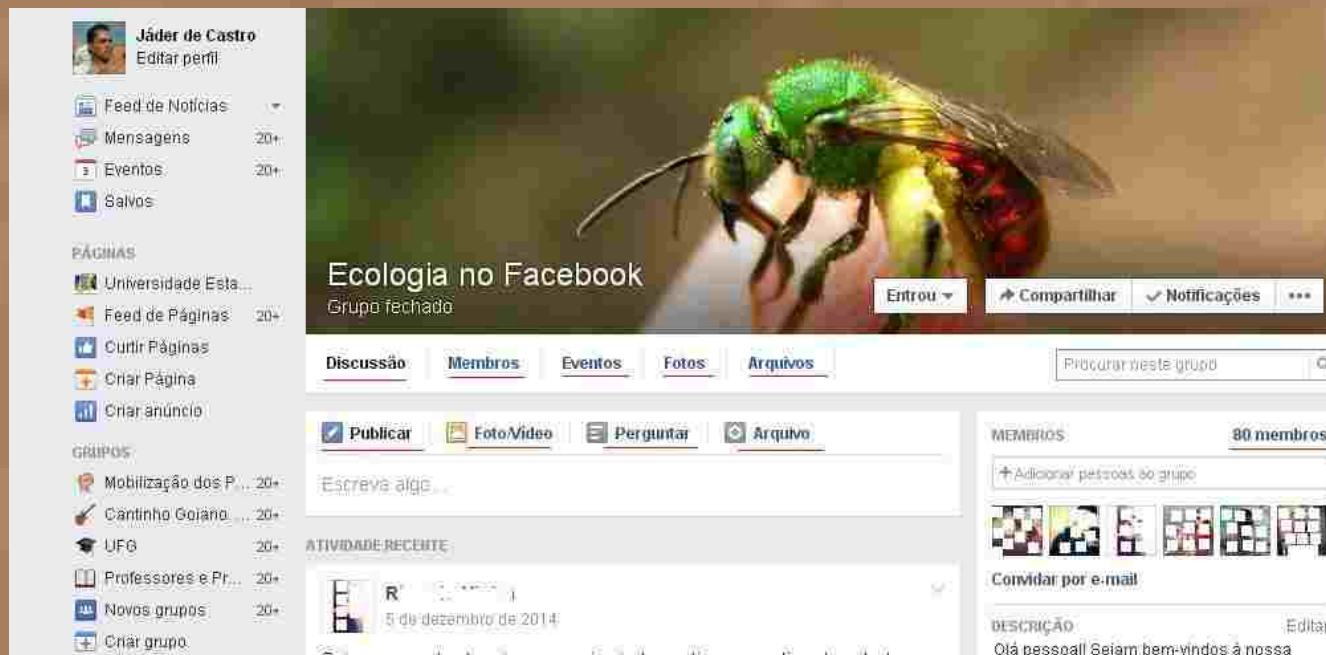 Jáder de Castro
Editar perfil
Feed de Notícias
Mensagens 20+
Eventos 20+
Salvos
PÁGINAS
Universidade Esta...
Feed de Páginas 20+
Curtir Páginas
Criar Página
Criar anúncio
GRUPOS
Mobilização dos P... 20+
Cantinho Goiano ... 20+
UFG 20+
Professores e Pr... 20+
Novos grupos 20+
Criar grupo
Ecologia no Facebook
Grupo fechado
Entrou Compartilhar Notificações
Discussão Membros Eventos Fotos Arquivos
Procurar neste grupo
Publicar Foto/Vídeo Perguntar Arquivo
Escreva algo...
ATIVIDADE RECENTE
5 de dezembro de 2014
MEMBROS 80 membros
+ Adicionar pessoas ao grupo
Convidar por e-mail
DESCRIÇÃO Editar
Olá pessoal! Sejam bem-vindos à nossa